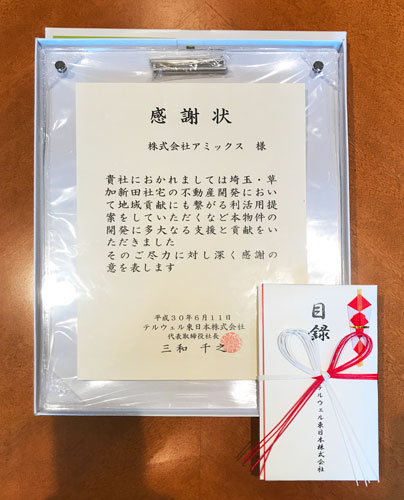 感謝状
株式会社アミックス 様
貴社におかれましては埼玉・草
加新田社宅の不動産開発におい
て地域貢献にも繋がる利活用提
案をしていただくなど本物件の
開発に多大なる支援と貢献をい
ただきました
そのご尽力に対し深く感謝の
意を表します
平成30年6月11日
テルウェル東日本株式会社
代表取締役社長
三和 千之
目録
テルウェル東日本株式会社